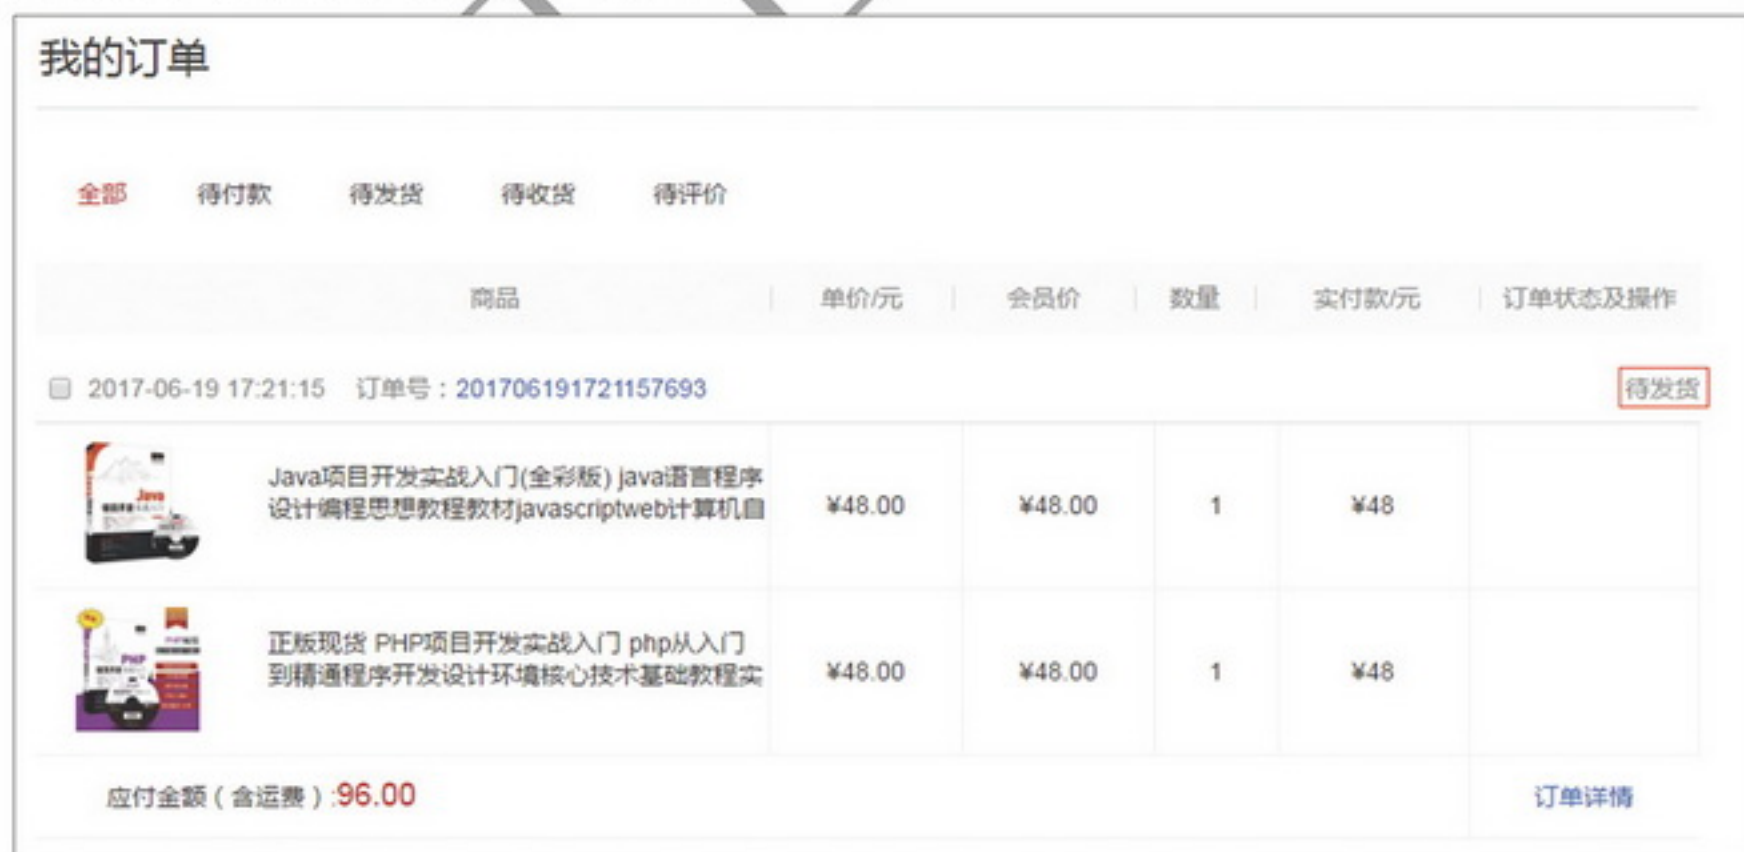 我的订单
全部 待付款 待发货 待收货 待评价
商品 单价/元 会员价 数量 实付款/元 订单状态及操作
2017-06-19 17:21:15 订单号：201706191721157693 待发货
Java项目开发实战入门(全彩版) java语言程序
设计编程思想教程教材javascriptweb计算机自
¥48.00 ¥48.00 1 ¥48
Java
正版现货 PHP项目开发实战入门 php从入门
到精通程序开发设计环境核心技术基础教程实
¥48.00 ¥48.00 1 ¥48
PHP
应付金额（含运费）:96.00 订单详情